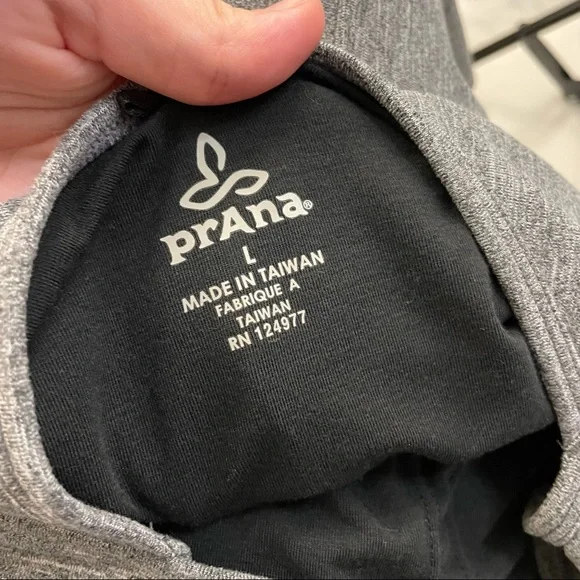 prAna®
L
MADE IN TAIWAN
FABRIQUE A
TAIWAN
RN 124977